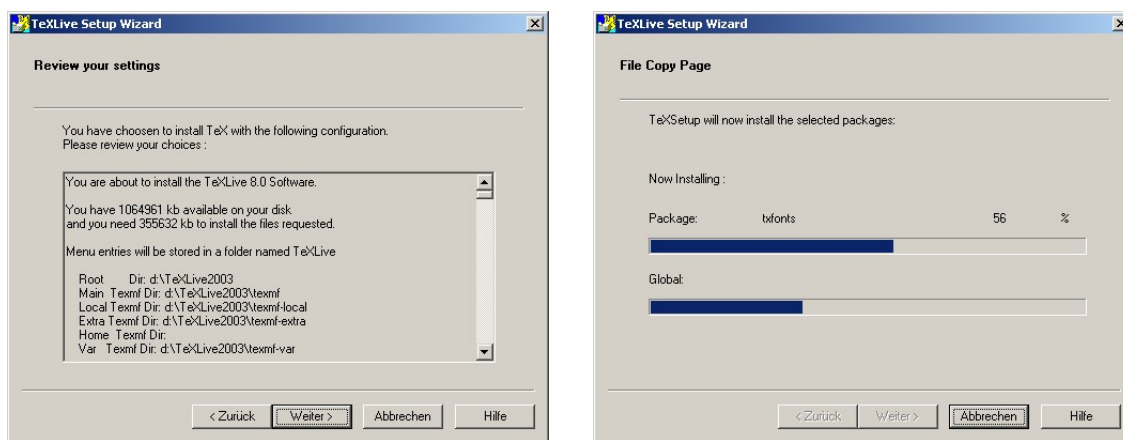 TeXLive Setup Wizard
Review your settings
You have choosen to install TeX with the following configuration.
Please review your choices :
You are about to install the TeXLive 8.0 Software.
You have 1064961 kb available on your disk
and you need 355632 kb to install the files requested.
Menu entries will be stored in a folder named TeXLive
Root Dir: d:\TeXLive2003
Main Texmf Dir: d:\TeXLive2003\texmf
Local Texmf Dir: d:\TeXLive2003\texmf-local
Extra Texmf Dir: d:\TeXLive2003\texmf-extra
Home Texmf Dir:
Var Texmf Dir: d:\TeXLive2003\texmf-var
< Zurück Weiter > Abbrechen Hilfe
TeXLive Setup Wizard
File Copy Page
TeXSetup will now install the selected packages:
Now Installing :
Package: txfonts 56 %
Global:
< Zurück Weiter > Abbrechen Hilfe